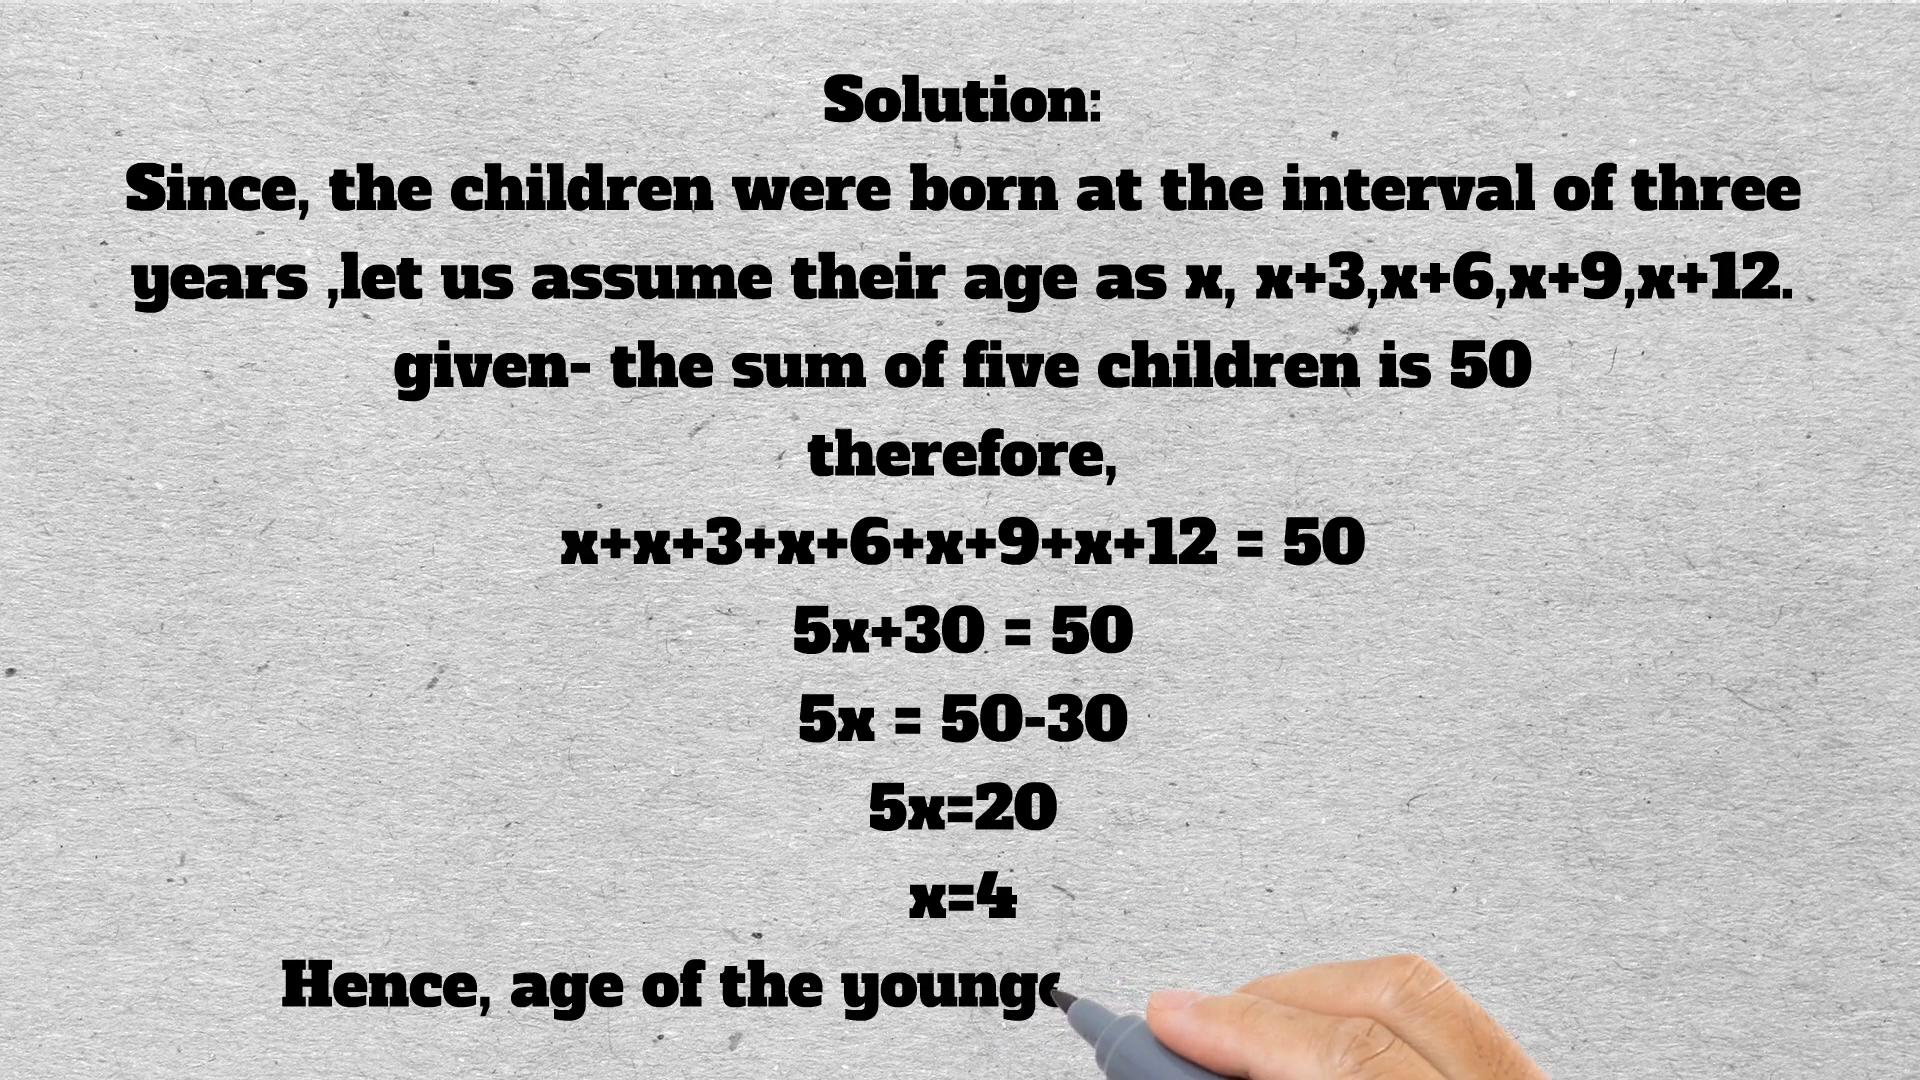 Solution:
Since, the children were born at the interval of three
years ,let us assume their age as x, x+3,x+6,x+9,x+12.
given- the sum of five children is 50
therefore,
x+x+3+x+6+x+9+x+12 = 50
5x+30 = 50
5x = 50-30
5x=20
x=4
Hence, age of the